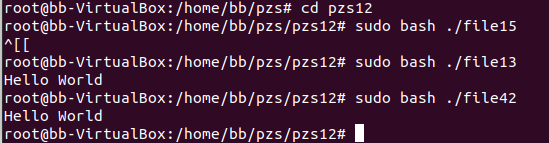 root@bb-VirtualBox:/home/bb/pzs# cd pzs12
root@bb-VirtualBox:/home/bb/pzs/pzs12# sudo bash ./file15
^[[
root@bb-VirtualBox:/home/bb/pzs/pzs12# sudo bash ./file13
Hello World
root@bb-VirtualBox:/home/bb/pzs/pzs12# sudo bash ./file42
Hello World
root@bb-VirtualBox:/home/bb/pzs/pzs12#